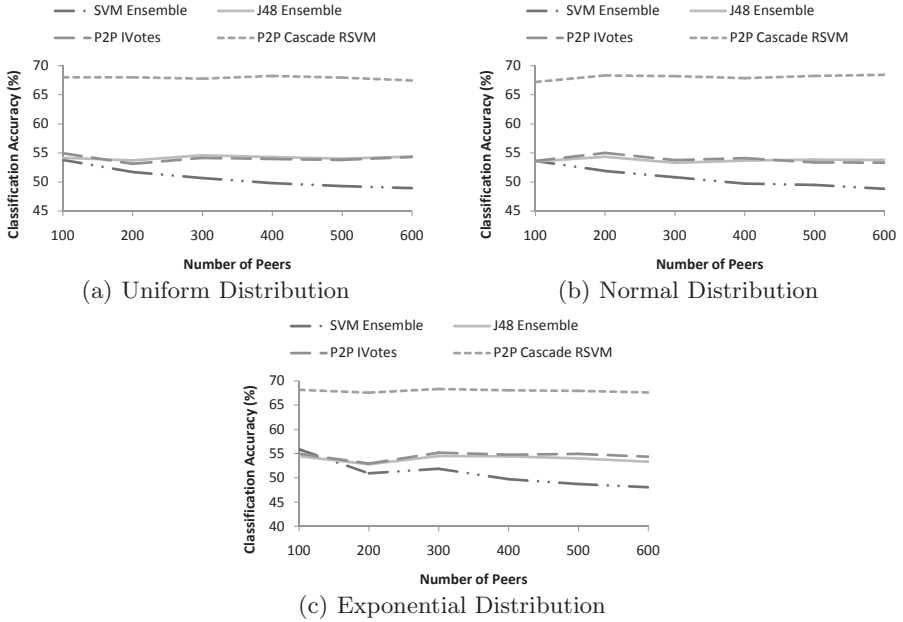 SVM Ensemble J48 Ensemble
P2P IVotes P2P Cascade RSVM
Classification Accuracy (%)
70
65
60
55
50
45
100 200 300 400 500 600
Number of Peers
(a) Uniform Distribution
SVM Ensemble J48 Ensemble
P2P IVotes P2P Cascade RSVM
Classification Accuracy (%)
70
65
60
55
50
45
100 200 300 400 500 600
Number of Peers
(b) Normal Distribution
SVM Ensemble J48 Ensemble
P2P IVotes P2P Cascade RSVM
Classification Accuracy (%)
70
65
60
55
50
45
40
100 200 300 400 500 600
Number of Peers
(c) Exponential Distribution